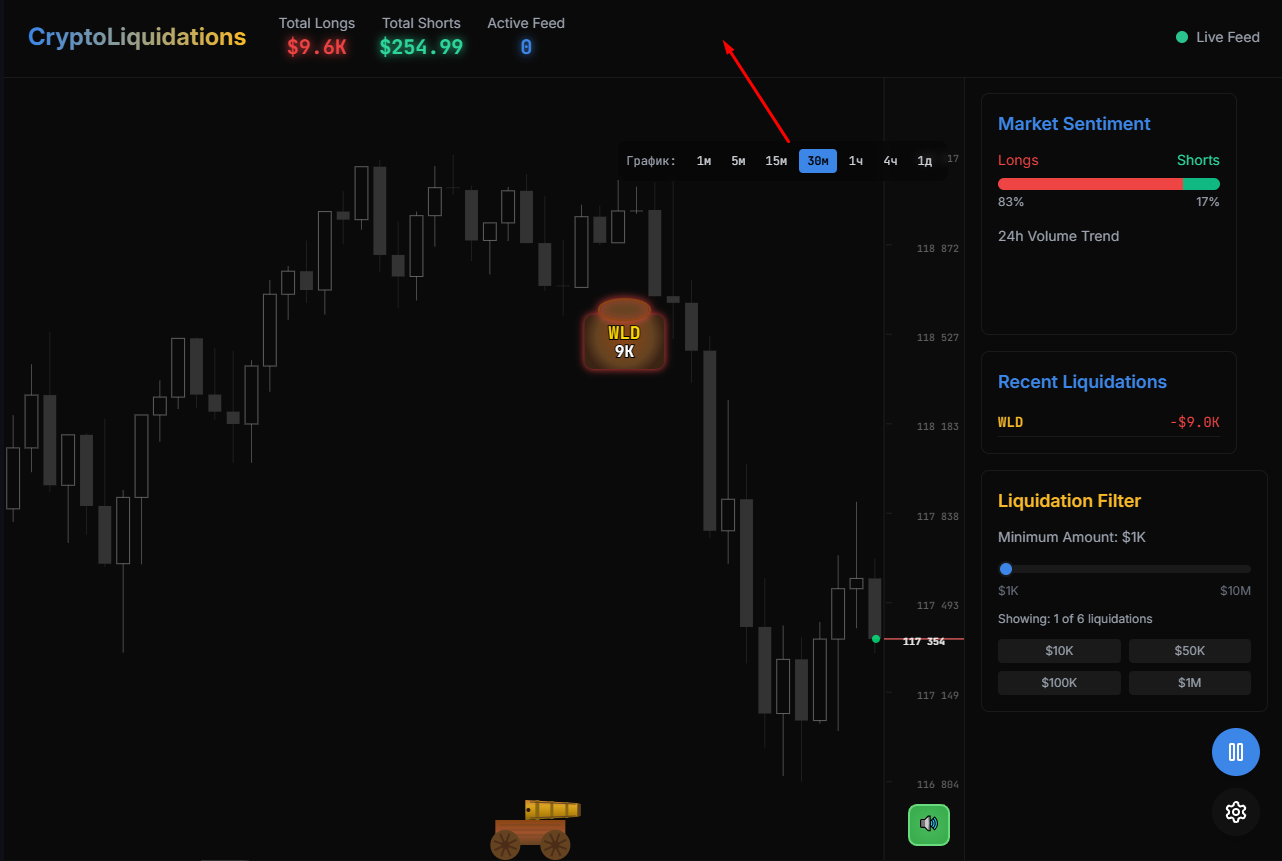 CryptoLiquidations
Total Longs
$9.6K
Total Shorts
$254.99
Active Feed
0
Live Feed
График: 1м 5м 15м 30м 1ч 4ч 1д
17
118 872
118 527
118 183
117 838
117 493
117 354
117 149
116 804
WLD
9K
Market Sentiment
Longs Shorts
83% 17%
24h Volume Trend
Recent Liquidations
WLD -$9.0K
Liquidation Filter
Minimum Amount: $1K
$1K $10M
Showing: 1 of 6 liquidations
$10K $50K
$100K $1M